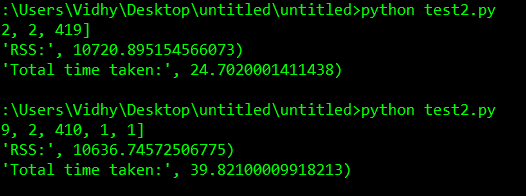 :\Users\Vidhy\Desktop\untitled\untitled>python test2.py
2, 2, 419]
'RSS:', 10720.895154566073)
'Total time taken:', 24.7020001411438)
:\Users\Vidhy\Desktop\untitled\untitled>python test2.py
9, 2, 410, 1, 1]
'RSS:', 10636.74572506775)
'Total time taken:', 39.82100009918213)